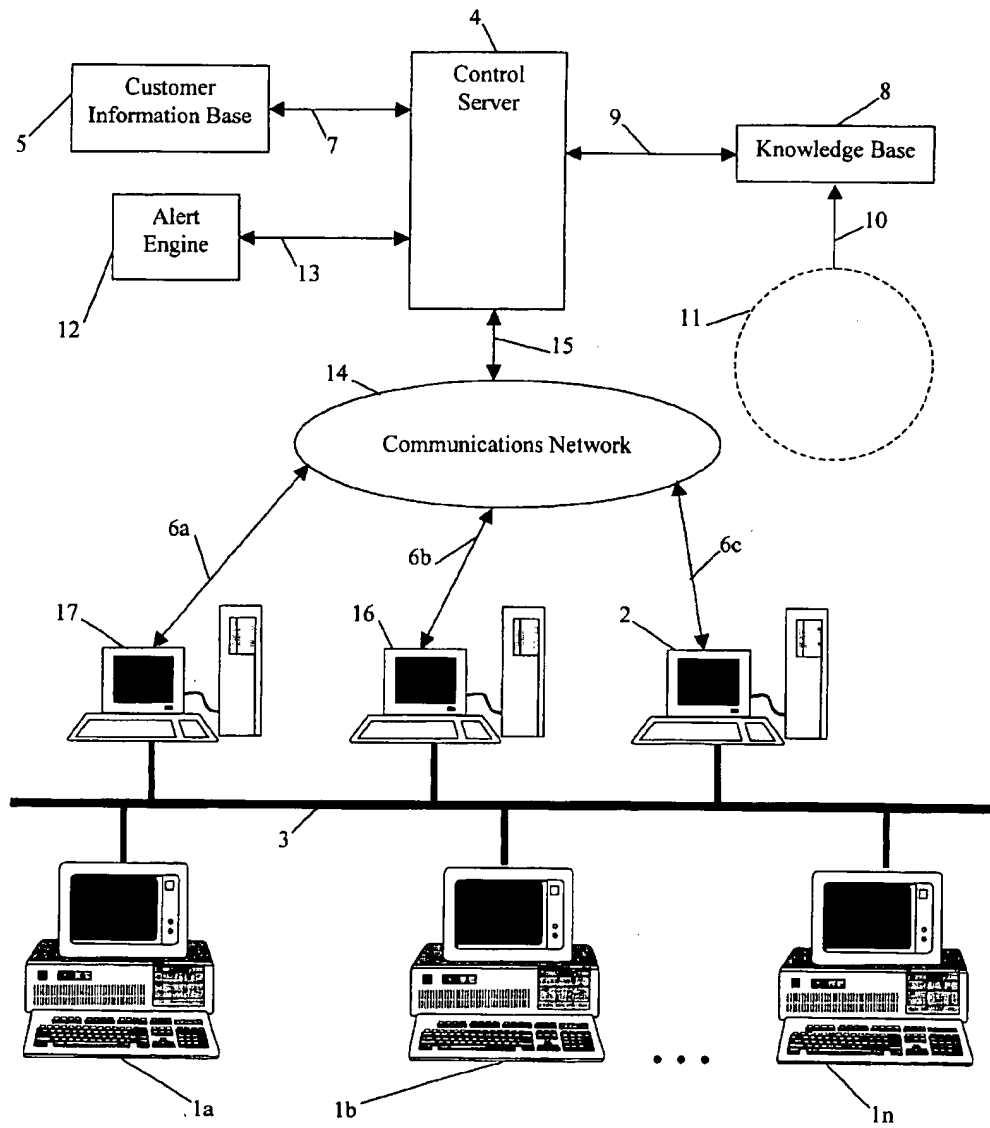 4
Control
Server
Customer
Information Base
5
7
8
9
Knowledge Base
Alert
Engine
10
13
12
11
15
14
Communications Network
6a
6b
6c
17
16
2
3
1a
1b
. . .
1n